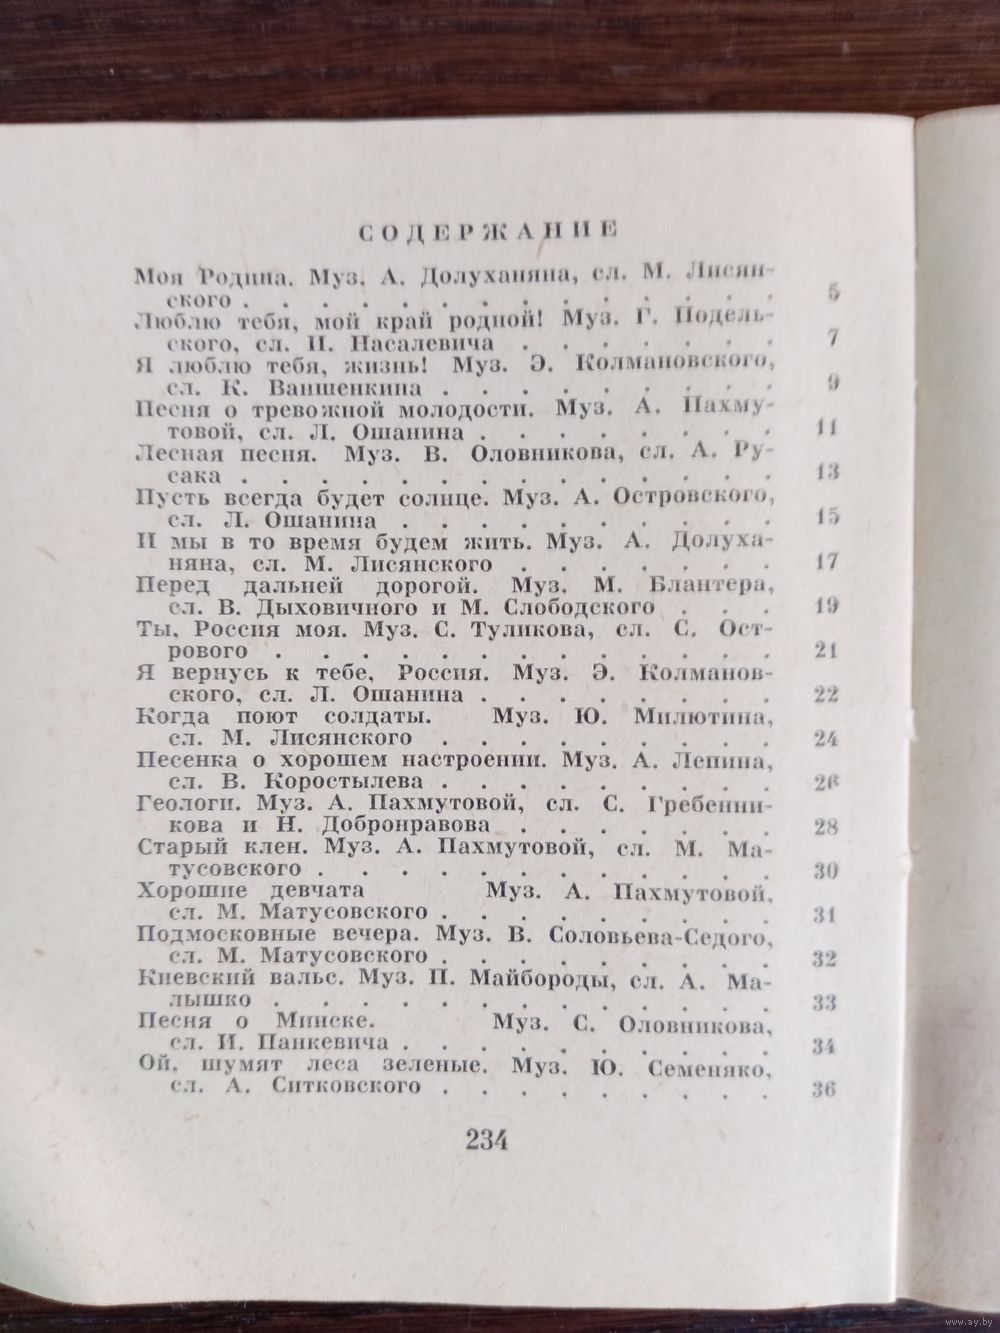 СОДЕРЖАНИЕ
Моя Родина. Муз. А. Долуханяна, сл. М. Лисян-
ского . . . . . . . . . . . . . . 5
Люблю тебя, мой край родной! Муз. Г. Подель-
ского, сл. И. Насалевича . . . . . . . 7
Я люблю тебя, жизнь! Муз. Э. Колмановского,
сл. К. Ваншенкина . . . . . . . . . 9
Песня о тревожной молодости. Муз. А. Пахму-
товой, сл. Л. Ошанина . . . . . . . . 11
Лесная песня. Муз. В. Оловникова, сл. А. Ру-
сака . . . . . . . . . . . . . . 13
Пусть всегда будет солнце. Муз. А. Островского,
сл. Л. Ошанина . . . . . . . . . . 15
И мы в то время будем жить. Муз. А. Долуха-
няна, сл. М. Лисянского . . . . . . . 17
Перед дальней дорогой. Муз. М. Блантера,
сл. В. Дыховичного и М. Слободского . . . 19
Ты, Россия моя. Муз. С. Туликова, сл. С. Ост-
рового . . . . . . . . . . . . . 21
Я вернусь к тебе, Россия. Муз. Э. Колманов-
ского, сл. Л. Ошанина . . . . . . . . 22
Когда поют солдаты. Муз. Ю. Милютина,
сл. М. Лисянского . . . . . . . . . 24
Песенка о хорошем настроении. Муз. А. Лепина,
сл. В. Коростылева . . . . . . . . . 26
Геологи. Муз. А. Пахмутовой, сл. С. Гребенни-
кова и Н. Добронравова . . . . . . . 28
Старый клен. Муз. А. Пахмутовой, сл. М. Ма-
тусовского . . . . . . . . . . . . 30
Хорошие девчата Муз. А. Пахмутовой,
сл. М. Матусовского . . . . . . . . . 31
Подмосковные вечера. Муз. В. Соловьева-Седого,
сл. М. Матусовского . . . . . . . . . 32
Киевский вальс. Муз. П. Майбороды, сл. А. Ма-
лышко . . . . . . . . . . . . . 33
Песня о Минске. Муз. С. Оловникова,
сл. И. Панкевича . . . . . . . . . . 34
Ой, шумят леса зеленые. Муз. Ю. Семеняко,
сл. А. Ситковского . . . . . . . . . 36
234
www.ay.by